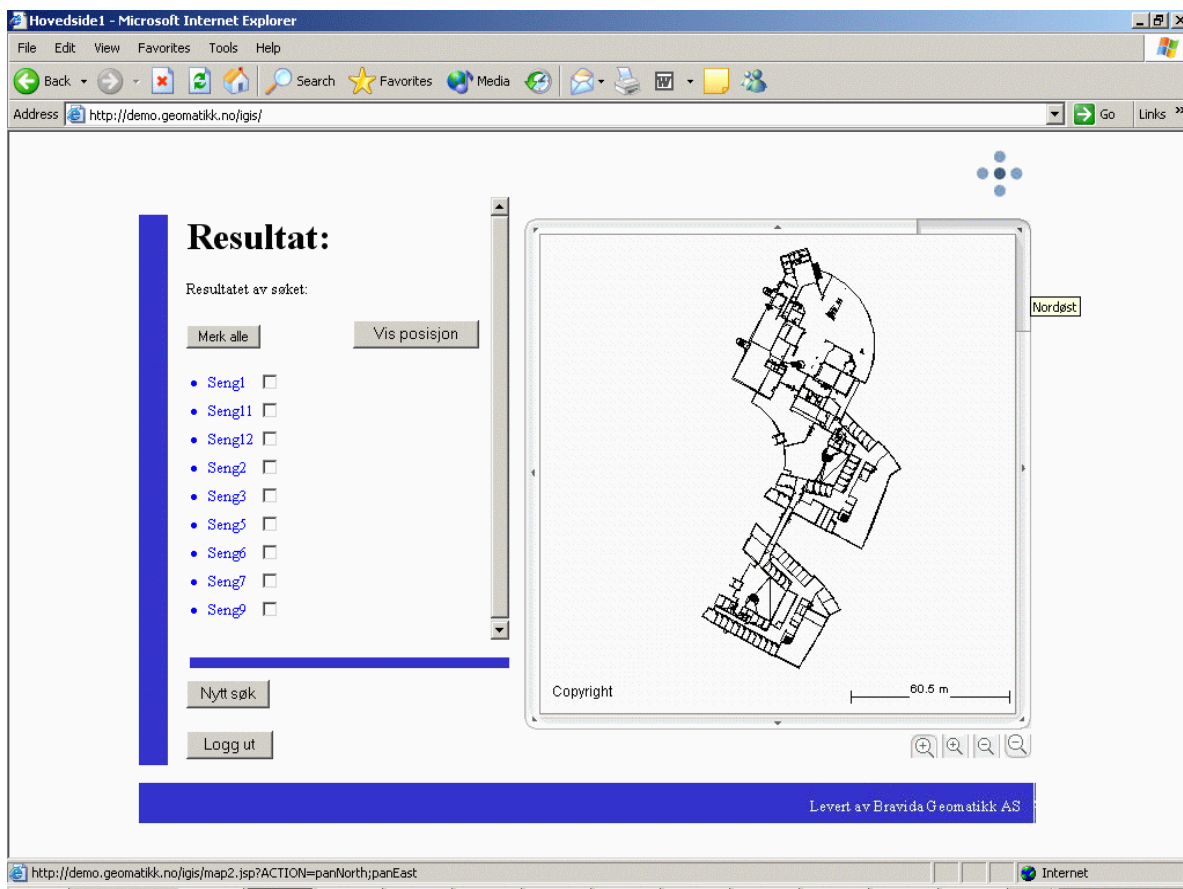 Hovedside1 - Microsoft Internet Explorer
File Edit View Favorites Tools Help
Back Search Favorites Media
Address http://demo.geomatikk.no/igis/ Go Links »
Resultat:
Resultatet av søket:
Merk alle Vis posisjon
Seng1
Seng11
Seng12
Seng2
Seng3
Seng5
Seng6
Seng7
Seng9
Nytt søk
Logg ut
Nordøst
Copyright 60.5 m
Levert av Bravida Geomatikk AS
http://demo.geomatikk.no/igis/map2.jsp?ACTION=panNorth;panEast Internet